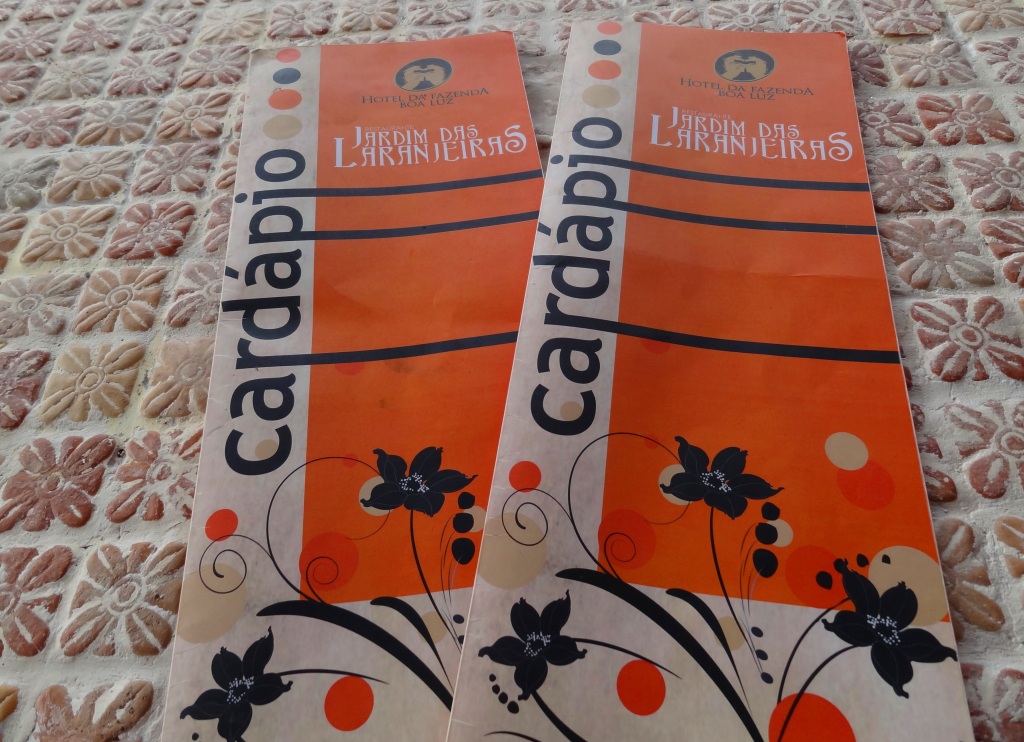 HOTEL DA FAZENDA
BOA LUZ
JARDIM DAS
LARANJEIRAS
cardápio
HOTEL DA FAZENDA
BOA LUZ
JARDIM DAS
LARANJEIRAS
cardápio